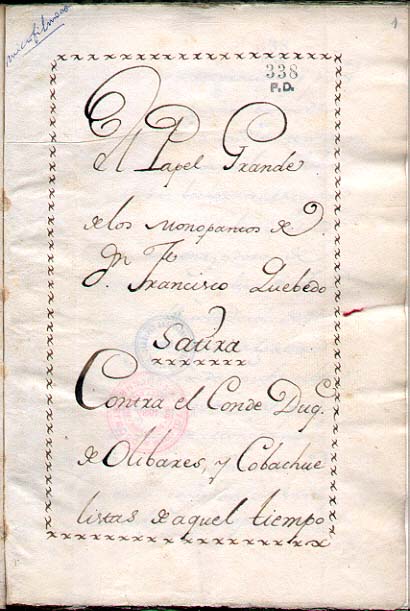 microfilmado
1
338
P.D.
El Papel Grande
de los Monopantos de
Dn. Francisco Quebedo
Satira
Contra el Conde Duq.e
de Olibares, y Cobachue
listas de aquel tiempo